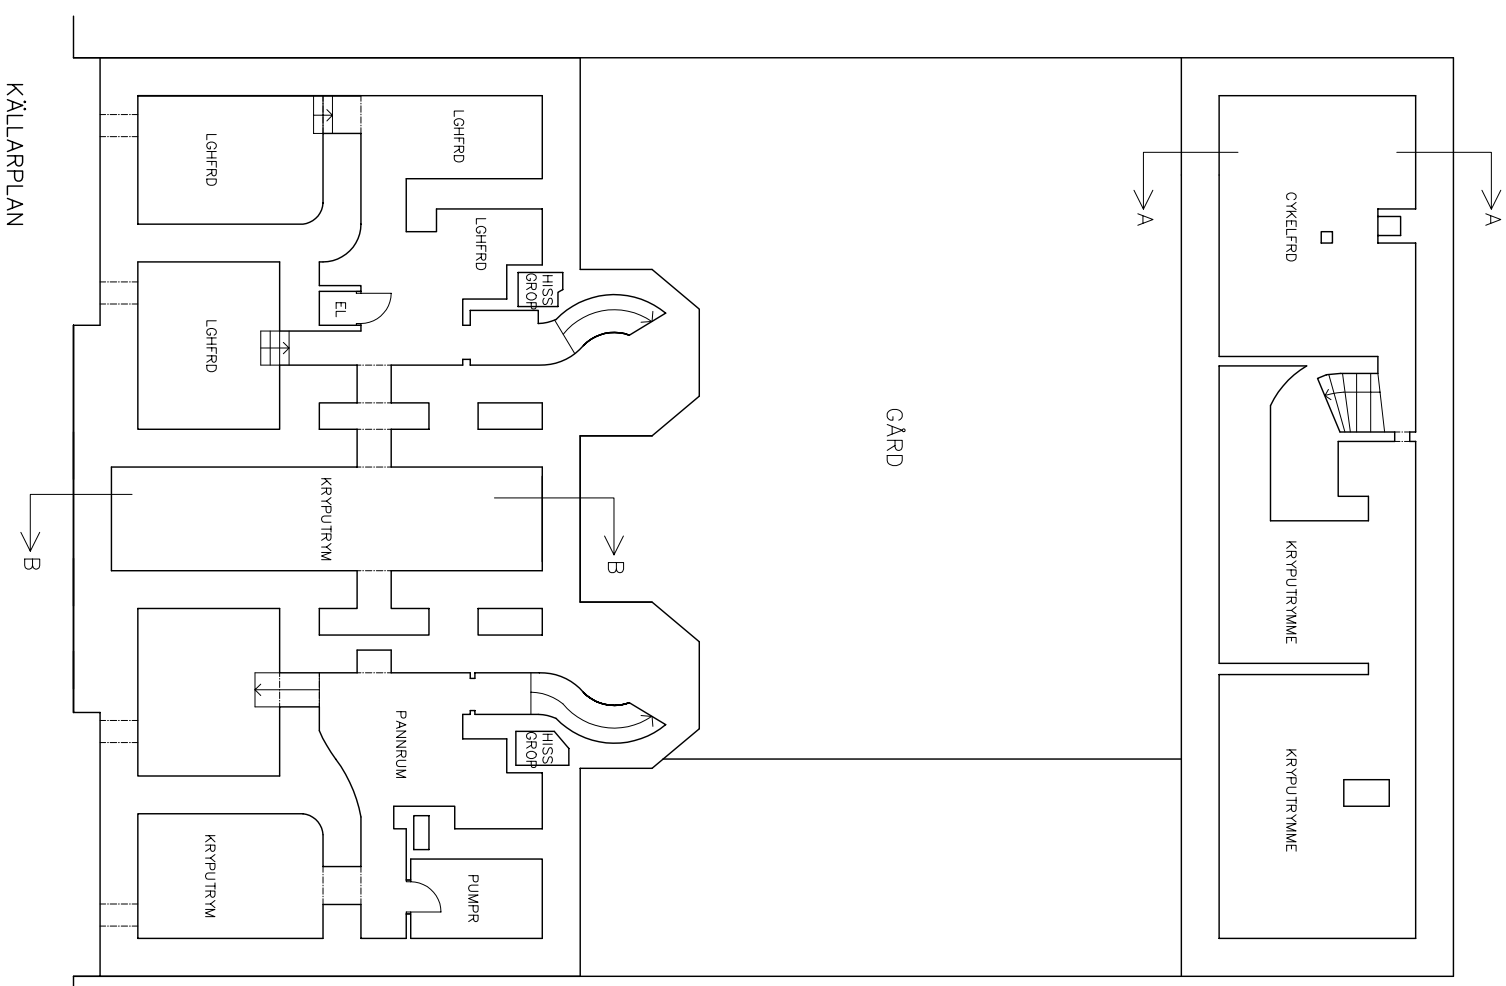 A
CYKELFRD
KRYPUTRYMME
KRYPUTRYMME
A
GÅRD
B
HISS
GROP
HISS
GROP
LGHFRD
PUMPR
LGHFRD
PANNRUM
EL
KRYPUTRYM
LGHFRD
LGHFRD
KRYPUTRYM
B
KÄLLARPLAN